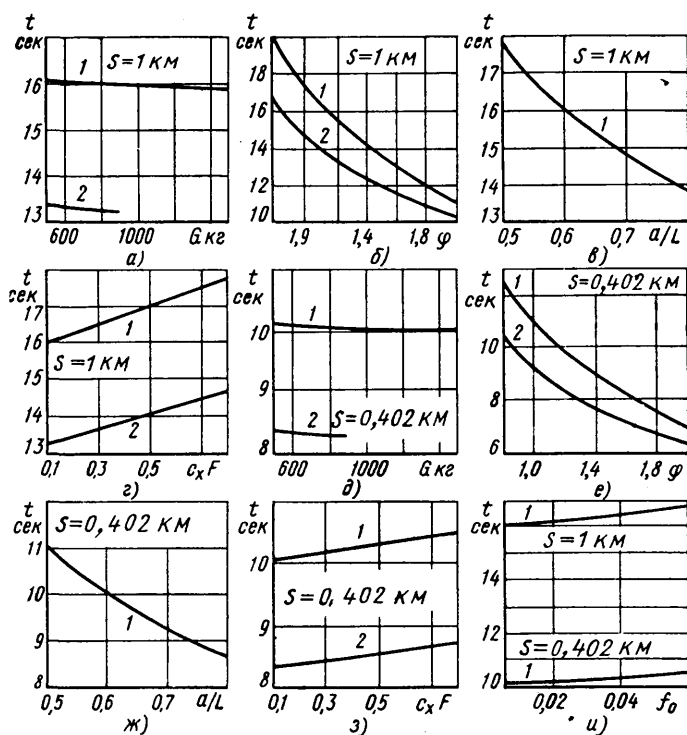 t
сек
S=1 км
16
15
14
13
1
2
600
1000
G.кг
а)
t
сек
S=1км
18
16
14
12
10
1
2
1,9
1,4
1,8
φ
б)
t
сек
S=1 км
17
16
15
14
13
1
0,5
0,6
0,7
a/L
в)
t
сек
17
16
15
14
13
S=1 км
1
2
0,1
0,3
0,5
cₓF
г)
t
сек
10
9
8
1
2
S=0,402 км
600
1000
G.кг
д)
t
сек
S=0,402 км
12
10
8
6
1
2
1,0
1,4
1,8
φ
е)
t
сек
S=0,402 км
11
10
9
8
1
0,5
0,6
0,7
a/L
ж)
t
сек
10
9
8
1
S=0,402 км
2
0,1
0,3
0,5
cₓF
з)
t
сек
1
S=1км
16
14
12
10
S=0,402 км
1
0,02
0,04
f₀
и)